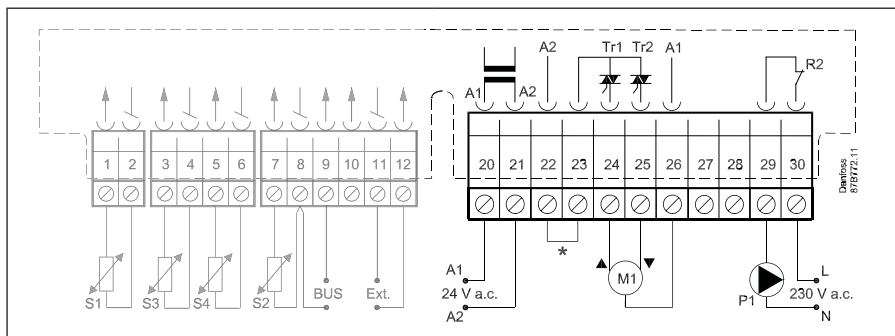 A2 Tr1 Tr2 A1
R2
A1 A2
1 2 3 4 5 6 7 8 9 10 11 12
20 21 22 23 24 25 26 27 28 29 30
Danfoss
87B772.11
*
S1 S3 S4 S2 BUS Ext.
A1
24 V a.c.
A2
M1
P1
L
230 V a.c.
N